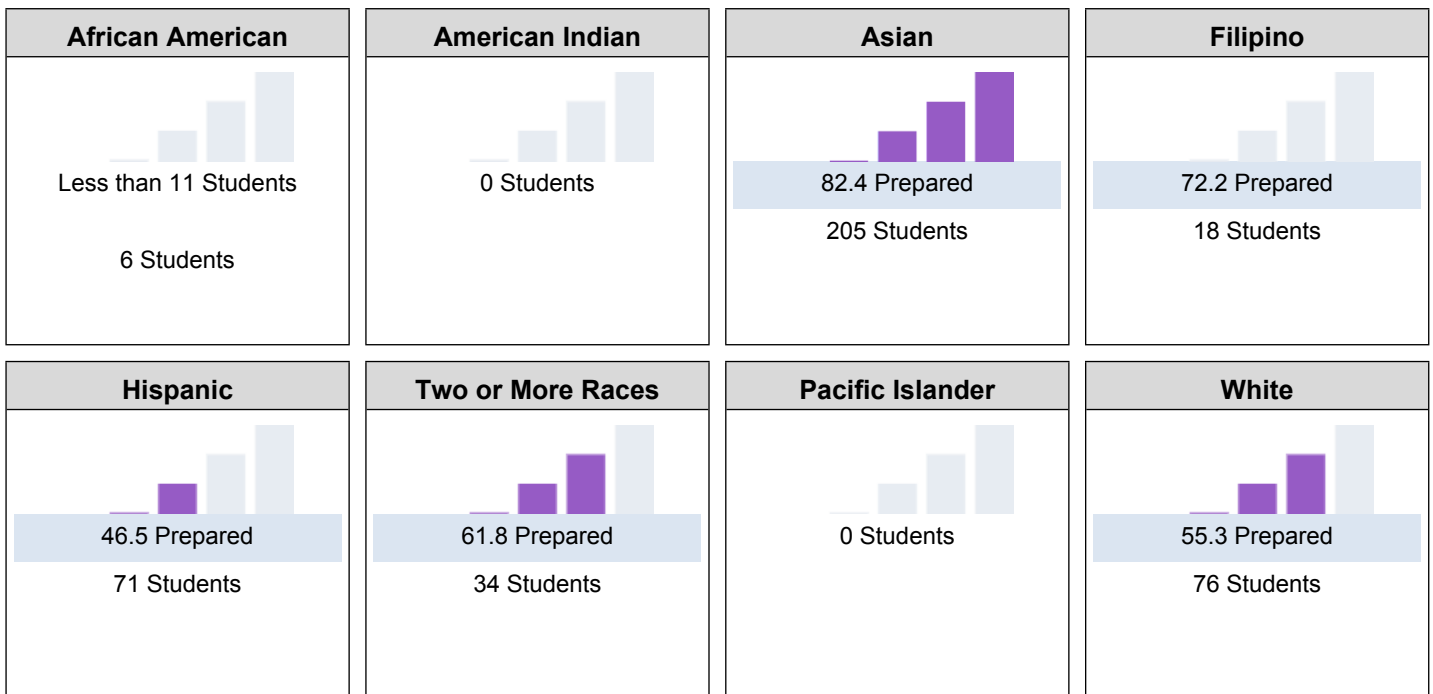 African American
Less than 11 Students
6 Students
American Indian
0 Students
Asian
82.4 Prepared
205 Students
Filipino
72.2 Prepared
18 Students
Hispanic
46.5 Prepared
71 Students
Two or More Races
61.8 Prepared
34 Students
Pacific Islander
0 Students
White
55.3 Prepared
76 Students